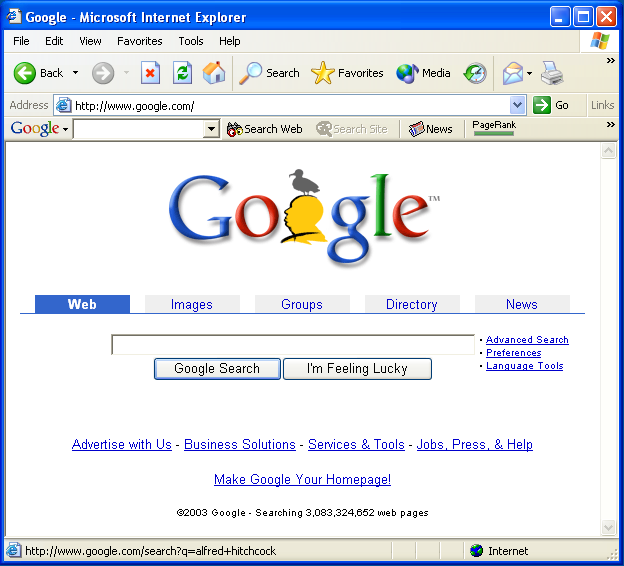 Google - Microsoft Internet Explorer
File Edit View Favorites Tools Help
Back Search Favorites Media
Address http://www.google.com/ Go Links
Google Search Web Search Site News PageRank
Google™
Web Images Groups Directory News
• Advanced Search
• Preferences
• Language Tools
Google Search I'm Feeling Lucky
Advertise with Us - Business Solutions - Services & Tools - Jobs, Press, & Help
Make Google Your Homepage!
©2003 Google - Searching 3,083,324,652 web pages
http://www.google.com/search?q=alfred+hitchcock Internet